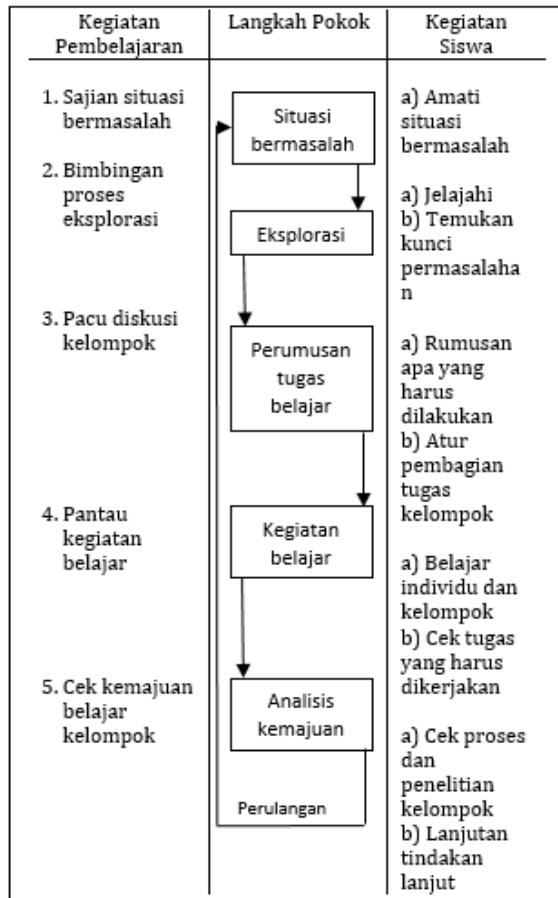 Kegiatan
Pembelajaran
Langkah Pokok
Kegiatan
Siswa
1. Sajian situasi
bermasalah
Situasi
bermasalah
a) Amati
situasi
bermasalah
2. Bimbingan
proses
eksplorasi
Eksplorasi
a) Jelajahi
b) Temukan
kunci
permasalaha
n
3. Pacu diskusi
kelompok
Perumusan
tugas
belajar
a) Rumusan
apa yang
harus
dilakukan
b) Atur
pembagian
tugas
kelompok
4. Pantau
kegiatan
belajar
Kegiatan
belajar
a) Belajar
individu dan
kelompok
b) Cek tugas
yang harus
dikerjakan
5. Cek kemajuan
belajar
kelompok
Analisis
kemajuan
a) Cek proses
dan
penelitian
kelompok
b) Lanjutan
tindakan
lanjut
Perulangan